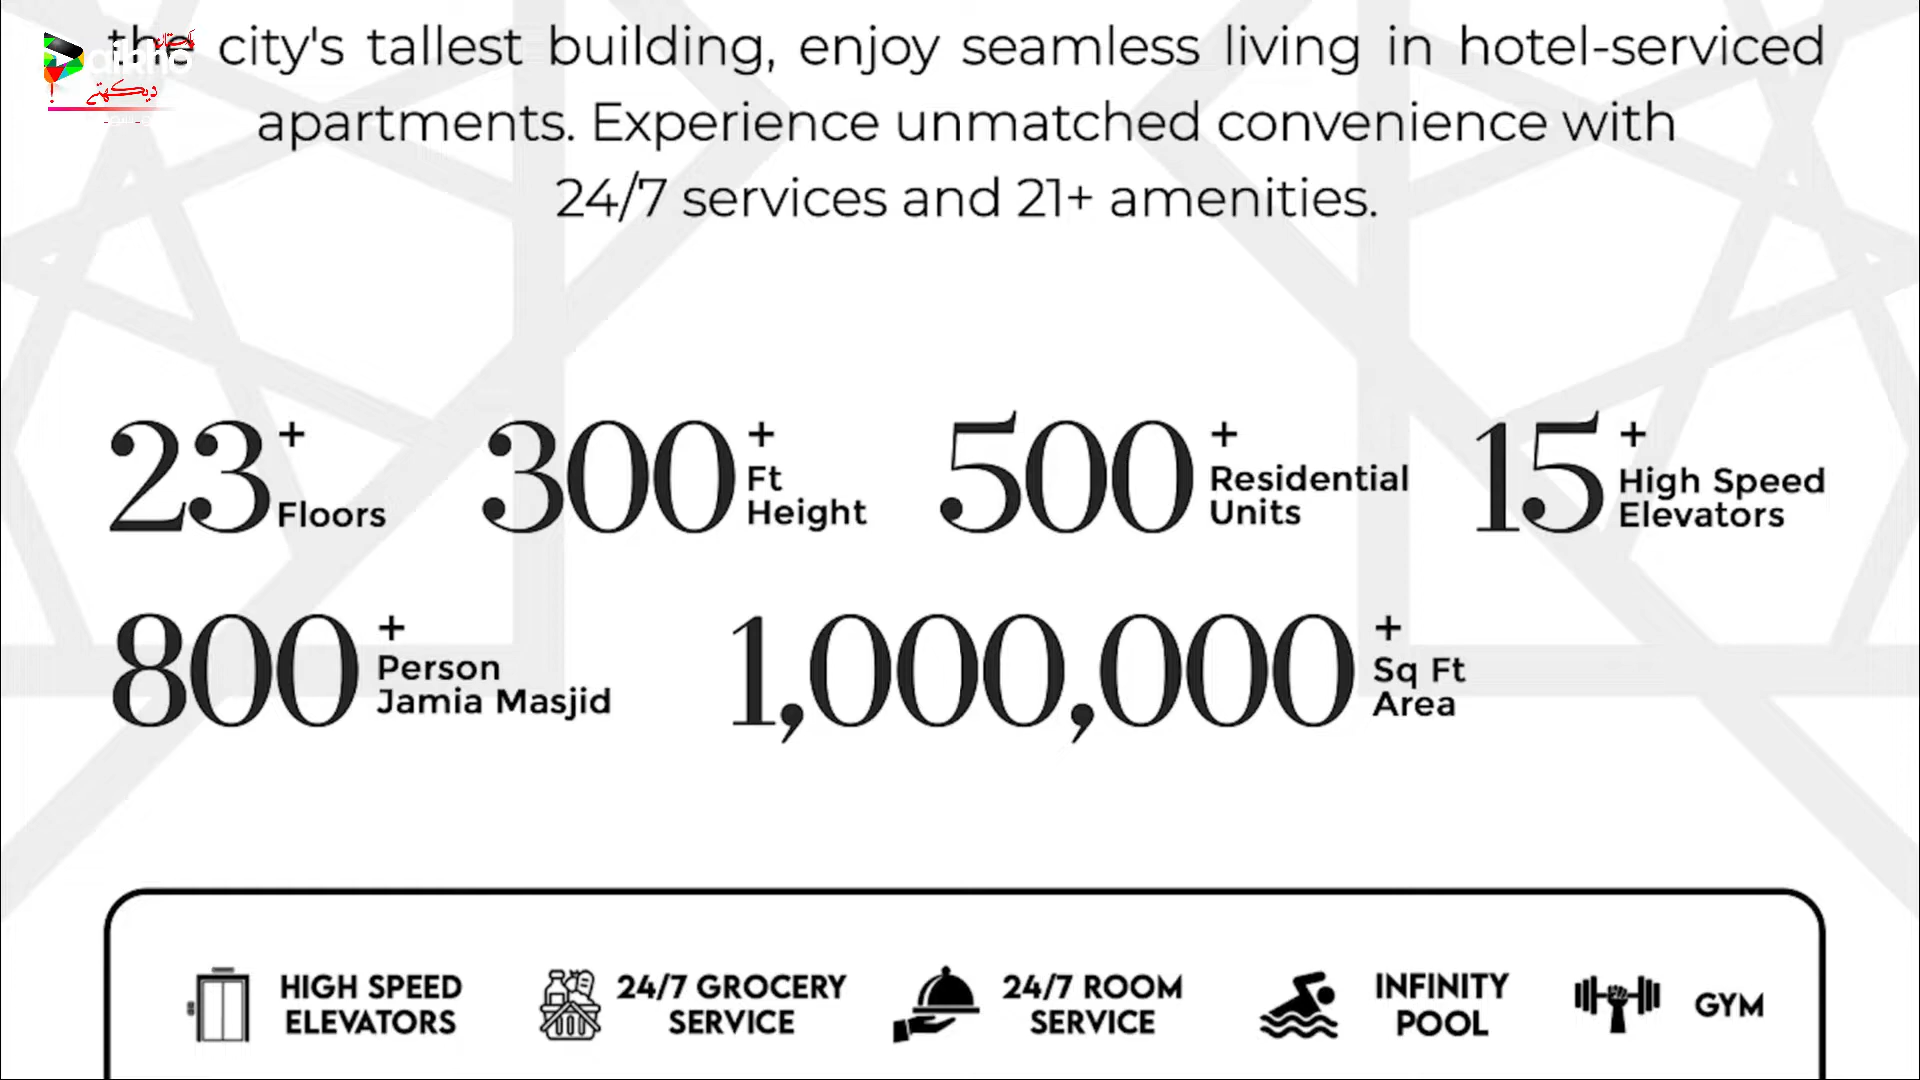 the city's tallest building, enjoy seamless living in hotel-serviced
apartments. Experience unmatched convenience with
24/7 services and 21+ amenities.
23+ Floors
300+ Ft Height
500+ Residential Units
15+ High Speed Elevators
800+ Person Jamia Masjid
1,000,000+ Sq Ft Area
HIGH SPEED
ELEVATORS
24/7 GROCERY
SERVICE
24/7 ROOM
SERVICE
INFINITY
POOL
GYM
دیکھتے